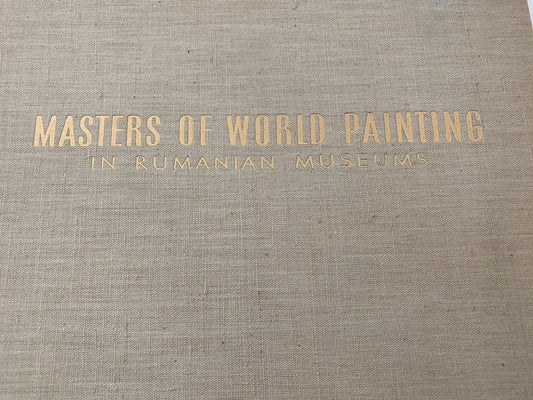 MASTERS OF WORLD PAINTING
IN RUMANIAN MUSEUMS